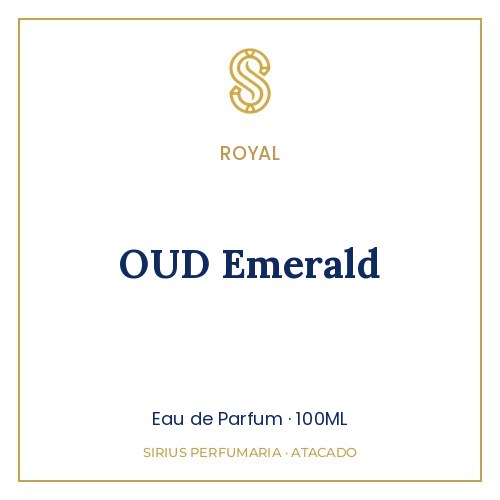 ROYAL
OUD Emerald
Eau de Parfum · 100ML
SIRIUS PERFUMARIA · ATACADO